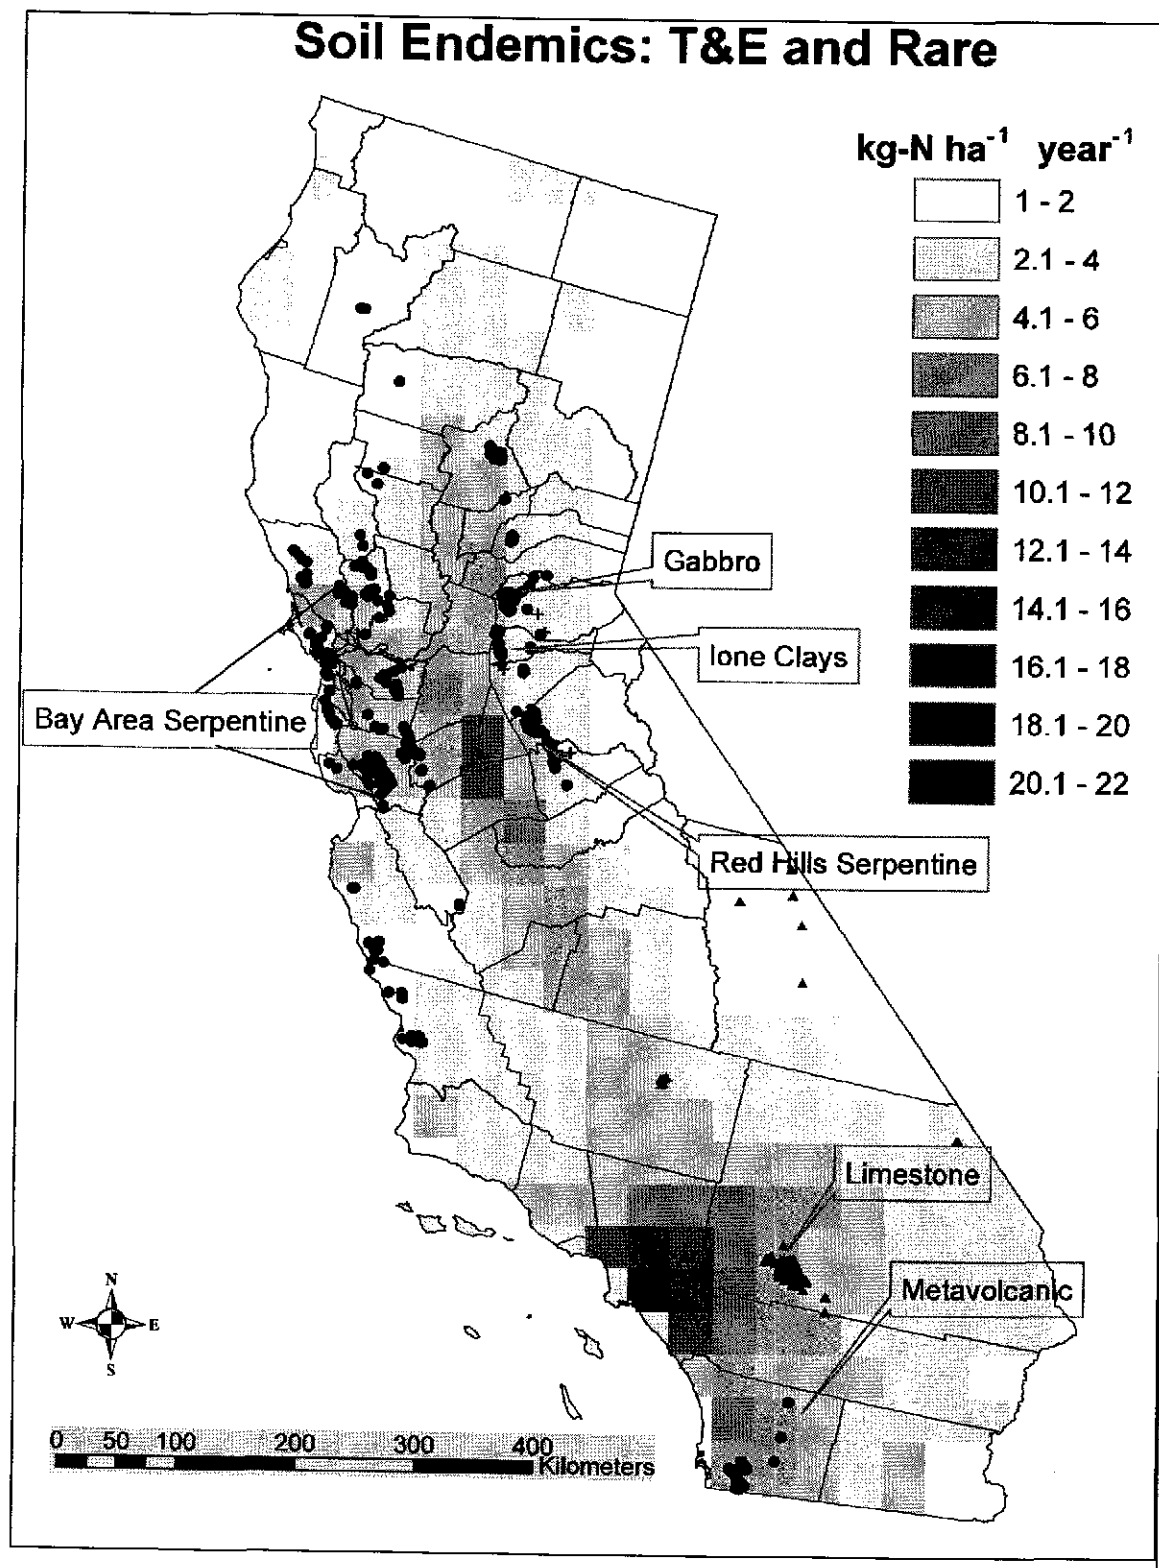 Soil Endemics: T&E and Rare
kg-N ha-1 year-1
1 - 2
2.1 - 4
4.1 - 6
6.1 - 8
8.1 - 10
10.1 - 12
12.1 - 14
14.1 - 16
16.1 - 18
18.1 - 20
20.1 - 22
Gabbro
Ione Clays
Bay Area Serpentine
Red Hills Serpentine
Limestone
Metavolcanic
N
W E
S
0 50 100 200 300 400
Kilometers